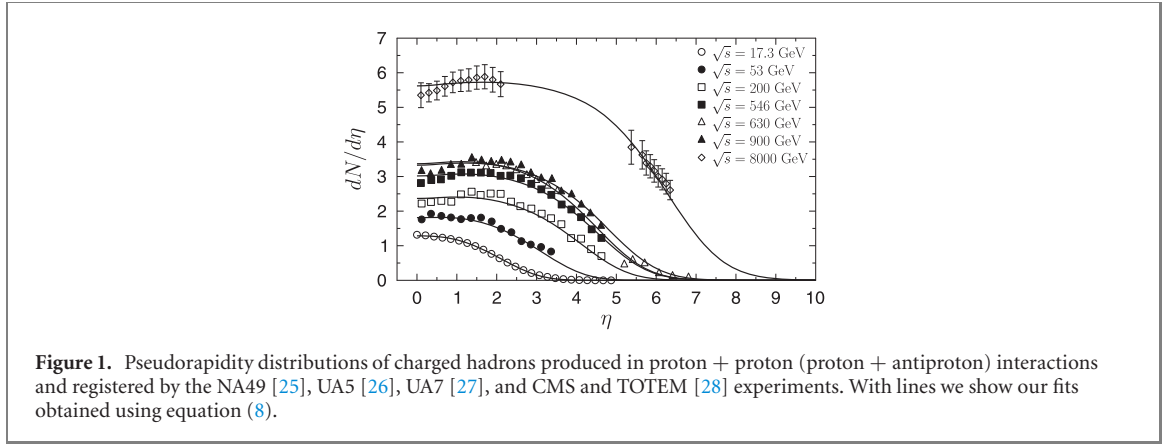 7
6
5
4
3
2
1
0
dN/dη
0 1 2 3 4 5 6 7 8 9 10
η
√s = 17.3 GeV
√s = 53 GeV
√s = 200 GeV
√s = 546 GeV
√s = 630 GeV
√s = 900 GeV
√s = 8000 GeV
Figure 1. Pseudorapidity distributions of charged hadrons produced in proton + proton (proton + antiproton) interactions
and registered by the NA49 [25], UA5 [26], UA7 [27], and CMS and TOTEM [28] experiments. With lines we show our fits
obtained using equation (8).